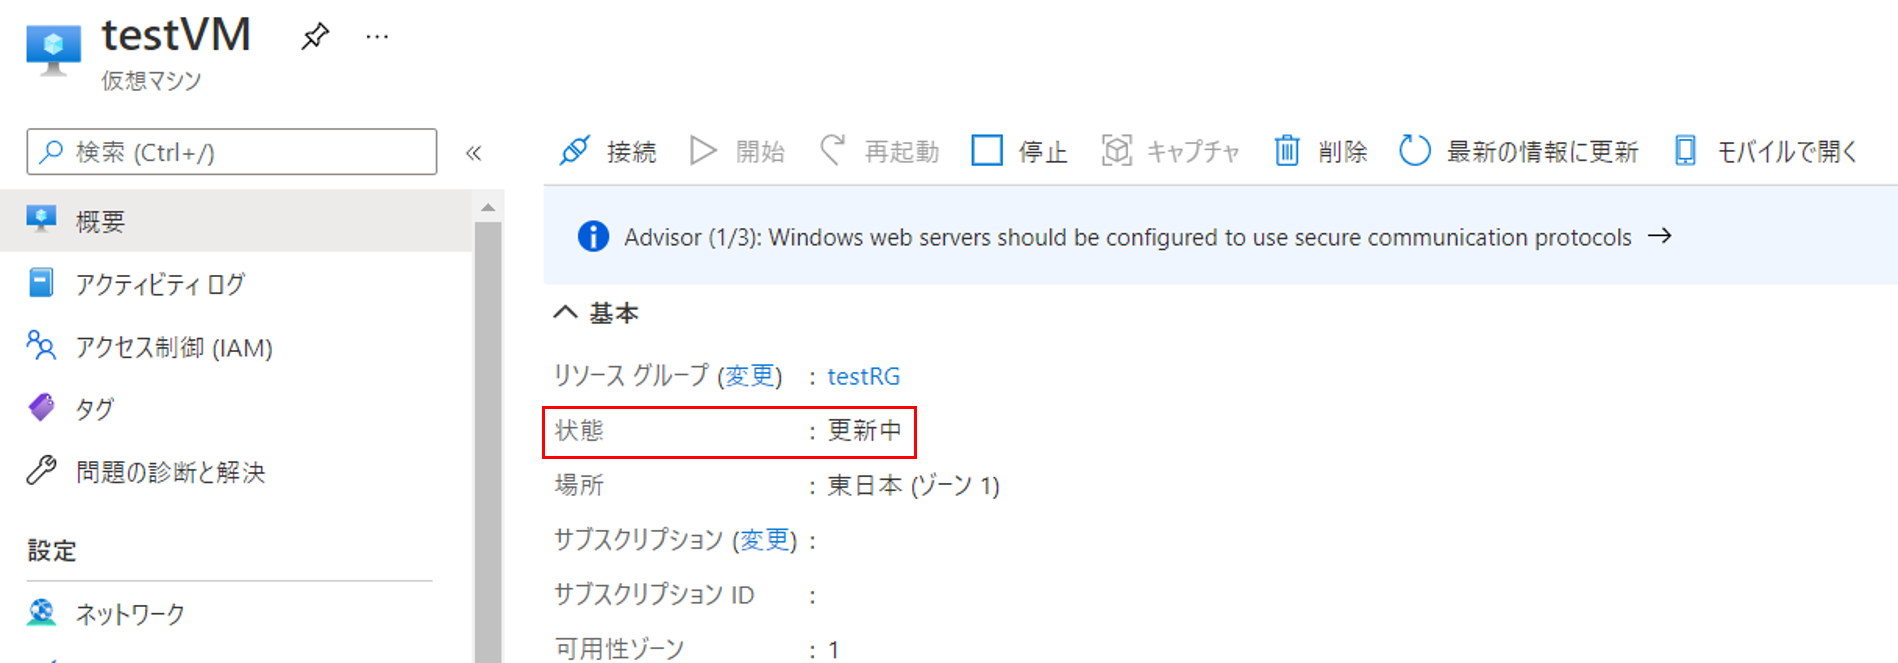 testVM
仮想マシン
検索 (Ctrl+/)
概要
アクティビティ ログ
アクセス制御 (IAM)
タグ
問題の診断と解決
設定
ネットワーク
接続 開始 再起動 停止 キャプチャ 削除 最新の情報に更新 モバイルで開く
Advisor (1/3): Windows web servers should be configured to use secure communication protocols →
基本
リソース グループ (変更) : testRG
状態 : 更新中
場所 : 東日本 (ゾーン 1)
サブスクリプション (変更) :
サブスクリプション ID :
可用性ゾーン : 1